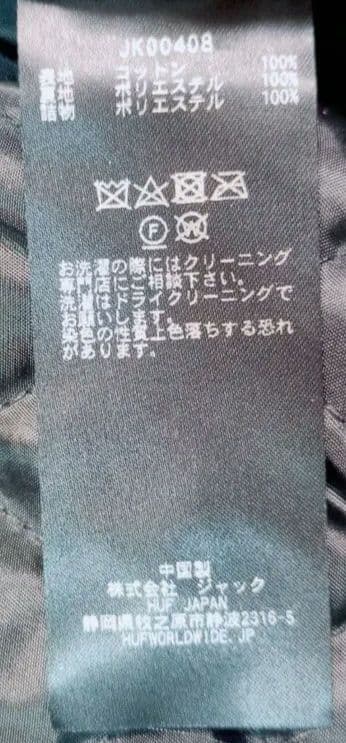 JK00408
表地 コットン 100%
裏地 ポリエステル 100%
詰物 ポリエステル 100%
F W
お洗濯の際にはクリーニング
専門店にご相談下さい。
洗濯はドライクリーニングで
お願いします。
染色の性質上色落ちする恐れ
があります。
中国製
株式会社 ジャック
HUF JAPAN
静岡県牧之原市静波2316-5
HUFWORLDWIDE.JP